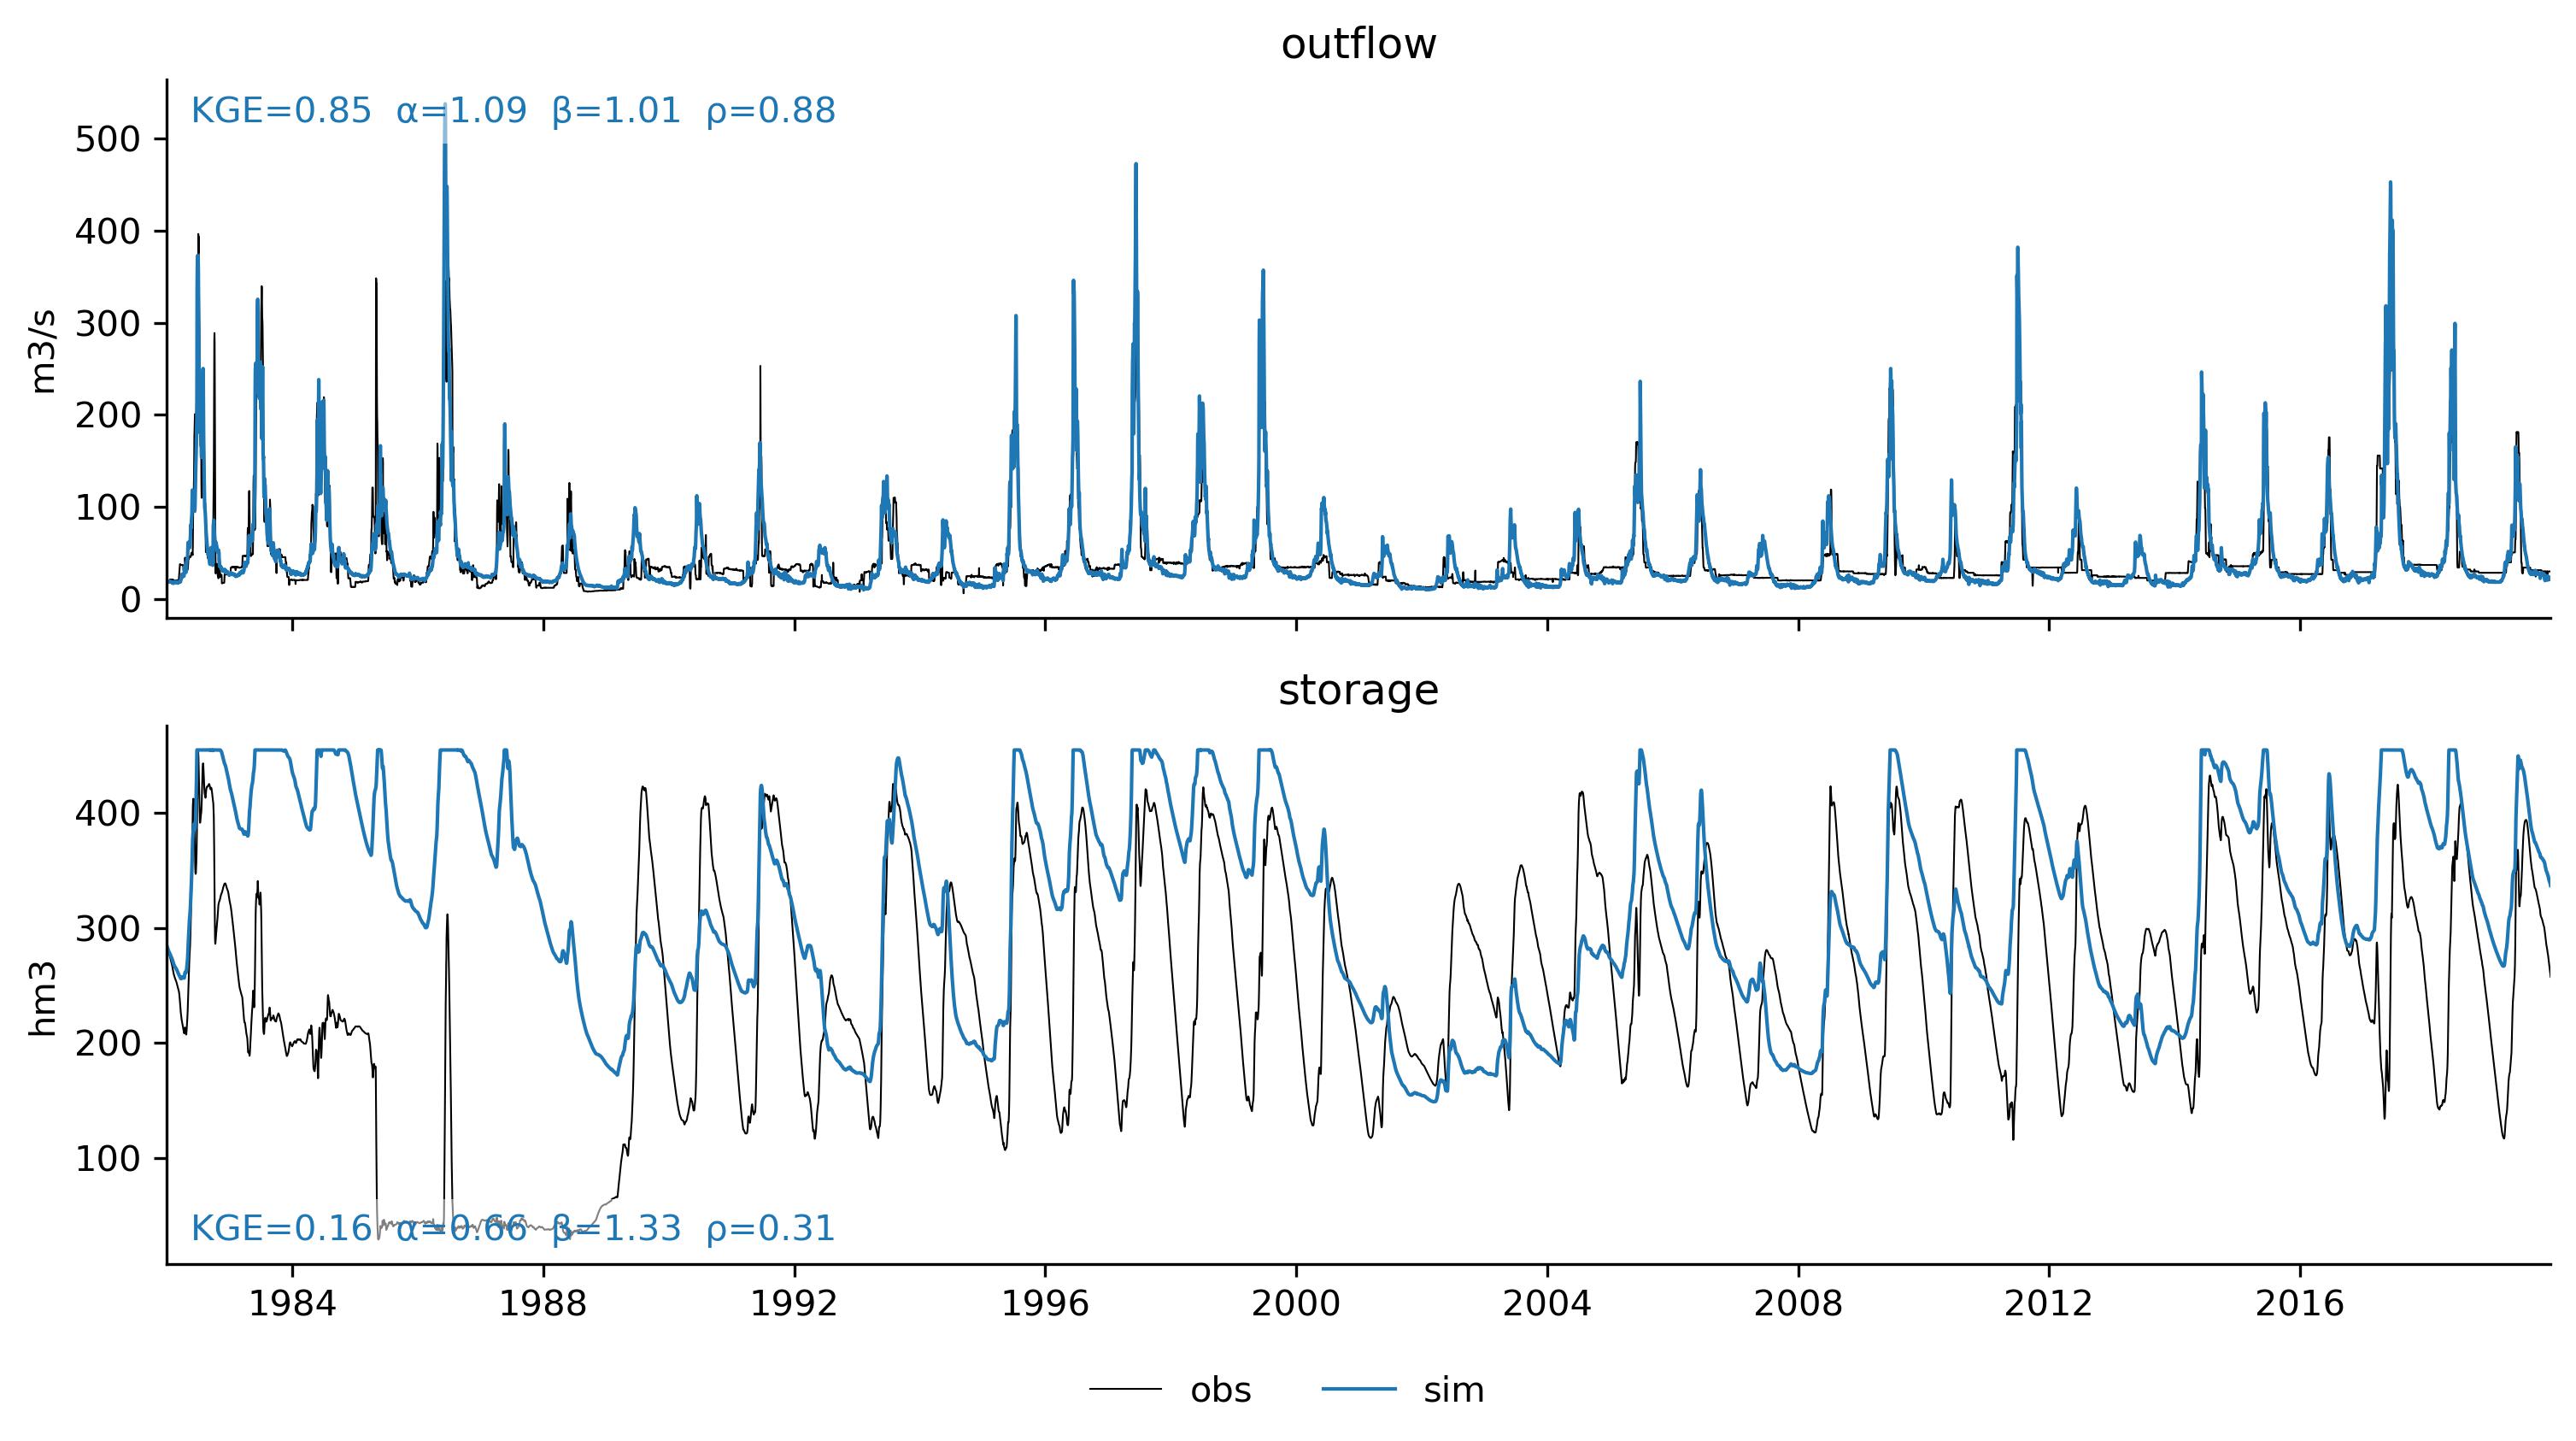 outflow
KGE=0.85 α=1.09 β=1.01 ρ=0.88
m3/s
500
400
300
200
100
0
storage
hm3
400
300
200
100
KGE=0.16 α=0.66 β=1.33 ρ=0.31
1984 1988 1992 1996 2000 2004 2008 2012 2016
obs sim